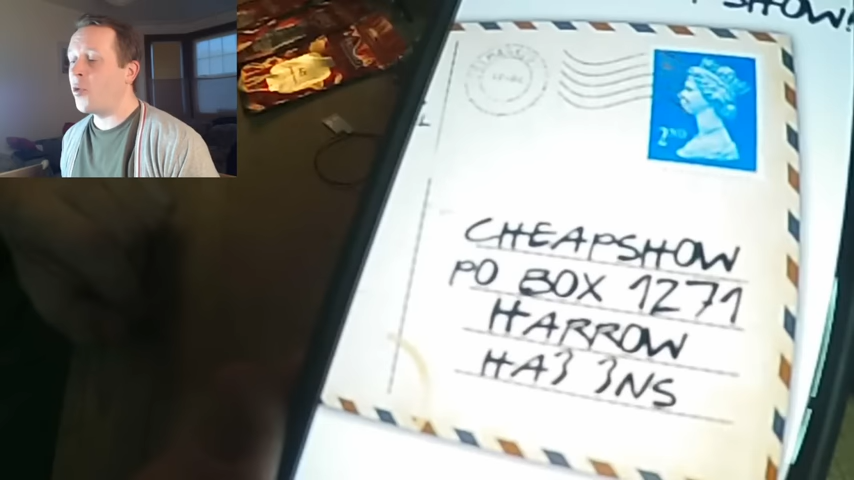 SHOW!
2ND
CHEAPSHOW
PO BOX 1271
HARROW
HA3 3NS